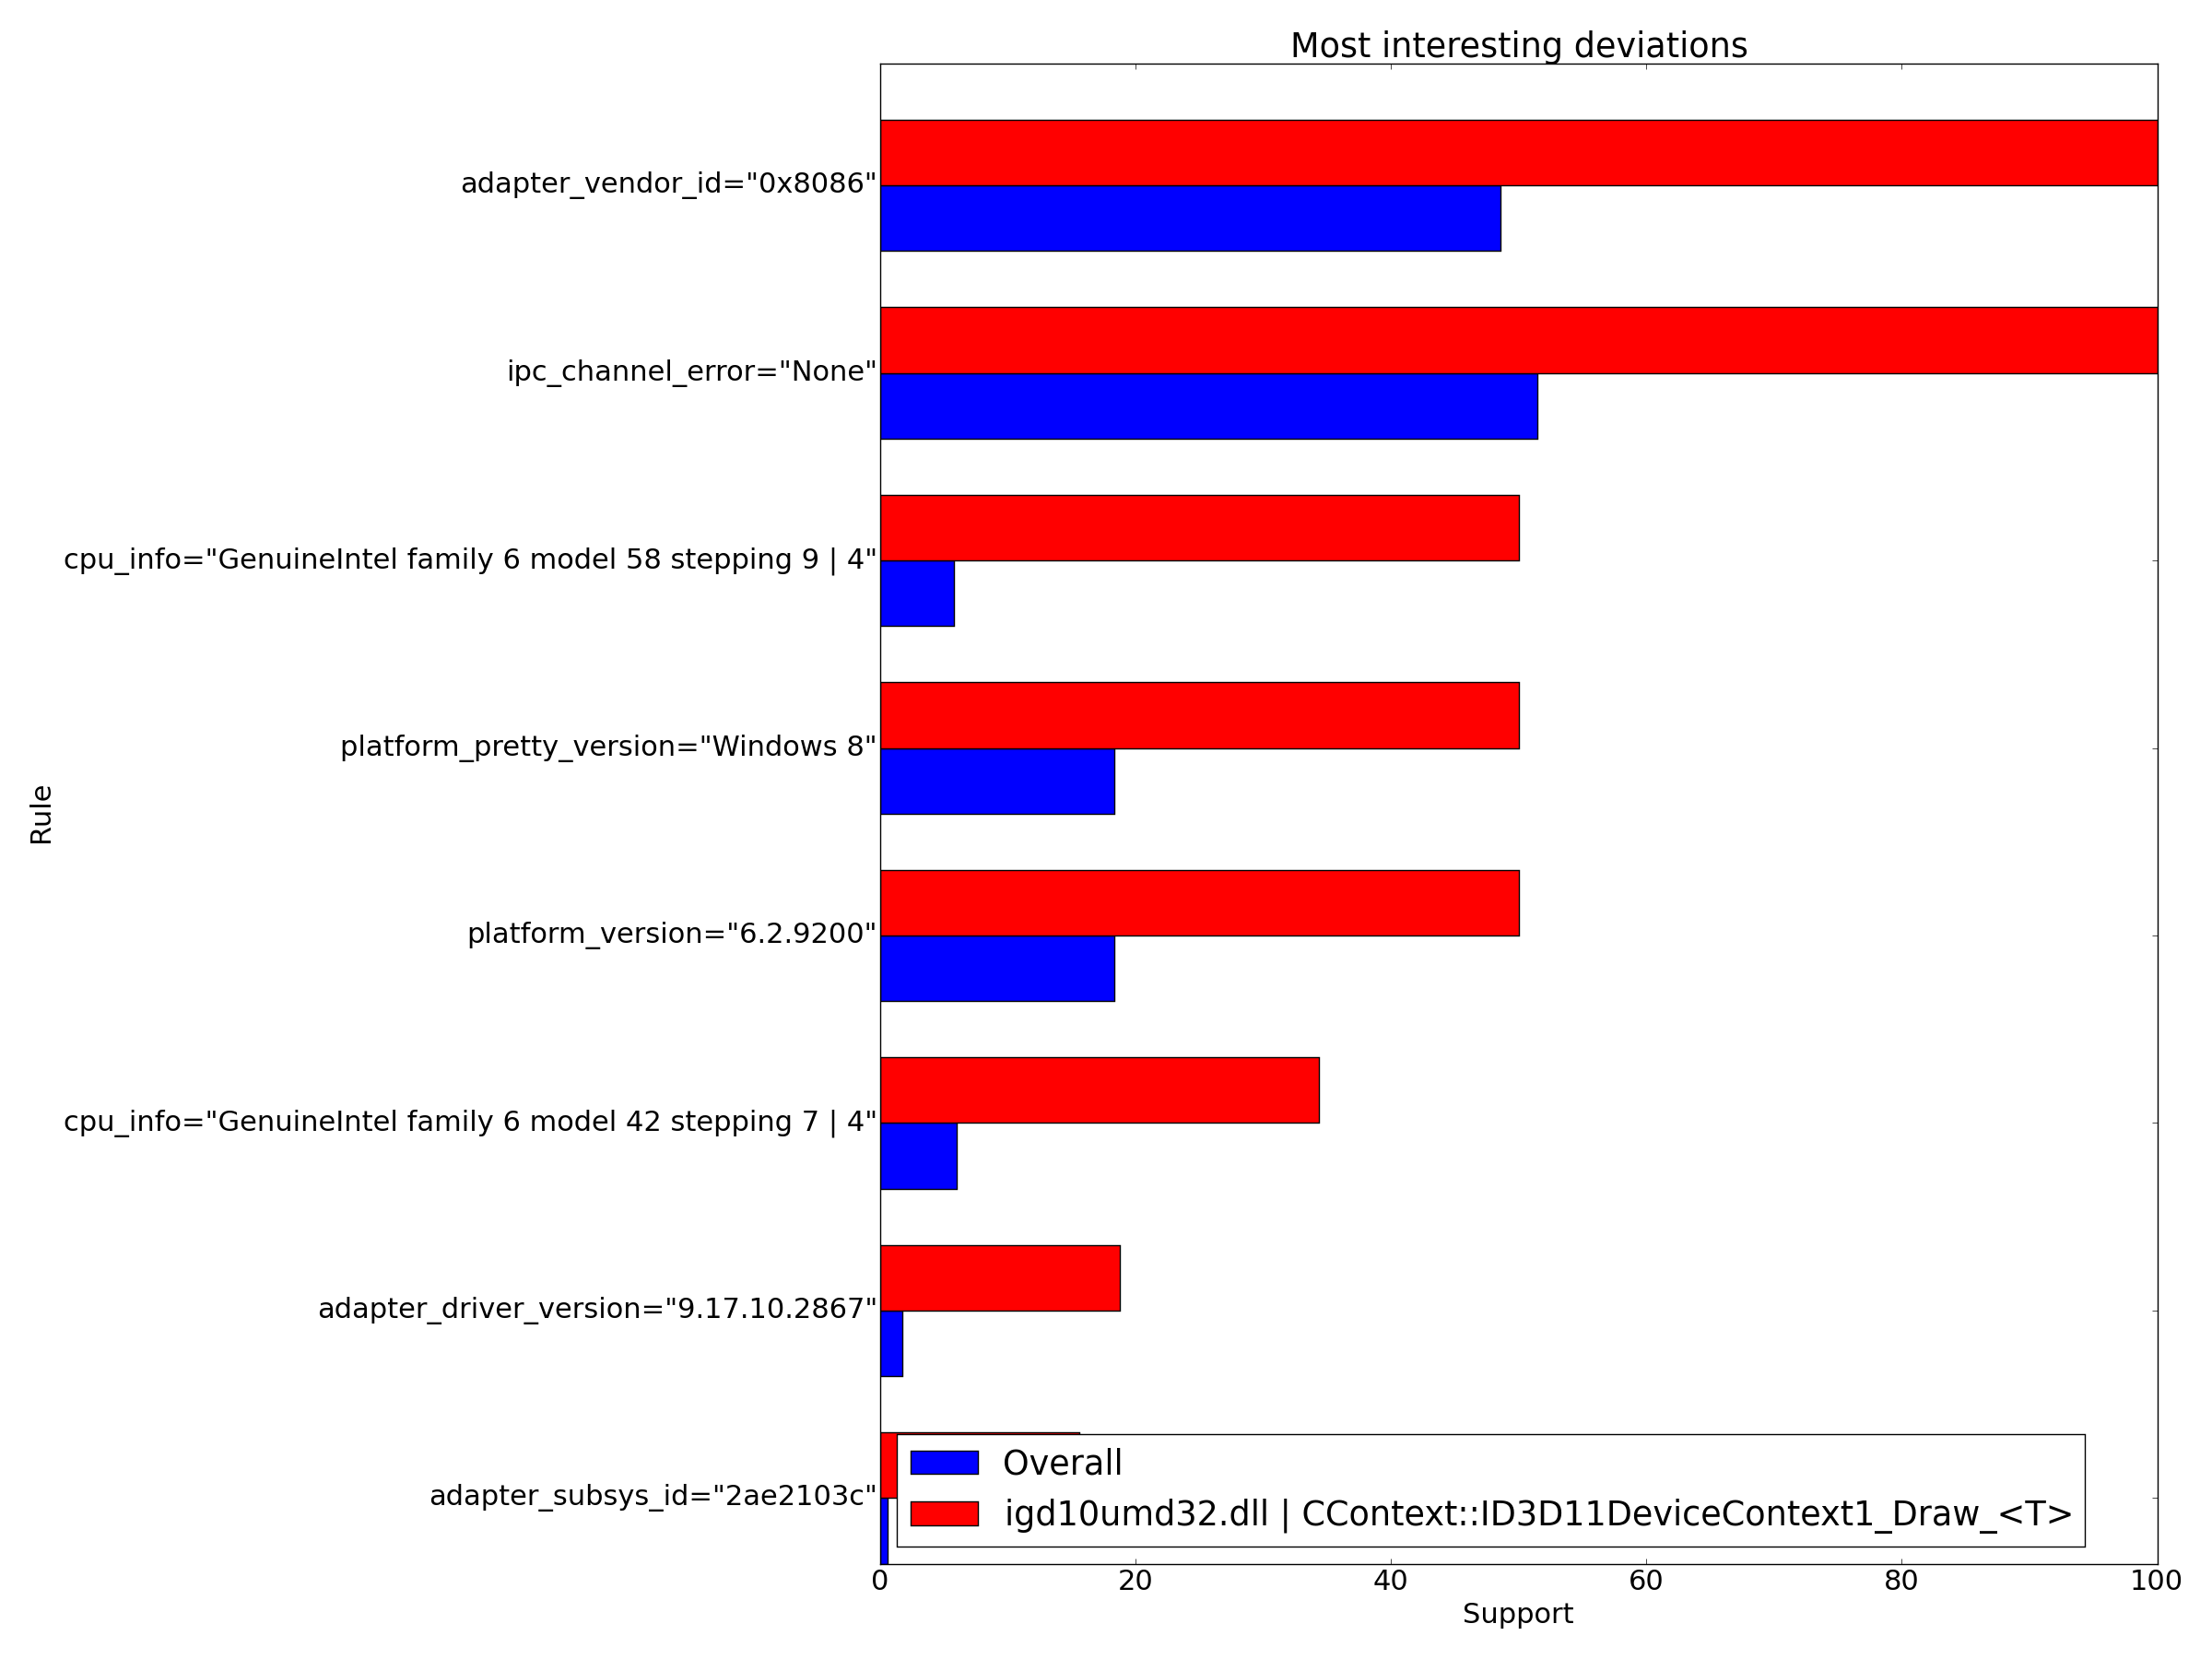 Most interesting deviations
adapter_vendor_id="0x8086"
ipc_channel_error="None"
cpu_info="GenuineIntel family 6 model 58 stepping 9 | 4"
platform_pretty_version="Windows 8"
Rule
platform_version="6.2.9200"
cpu_info="GenuineIntel family 6 model 42 stepping 7 | 4"
adapter_driver_version="9.17.10.2867"
adapter_subsys_id="2ae2103c"
Overall
igd10umd32.dll | CContext::ID3D11DeviceContext1_Draw_<T>
0 20 40 60 80 100
Support